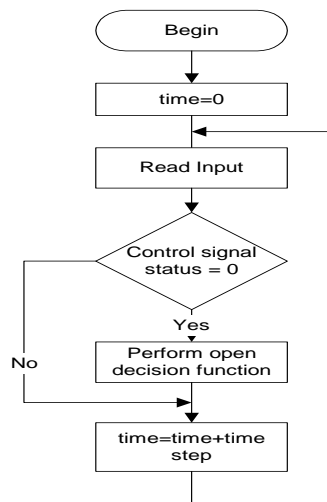 Begin
time=0
Read Input
Control signal
status = 0
Yes
No
Perform open
decision function
time=time+time
step